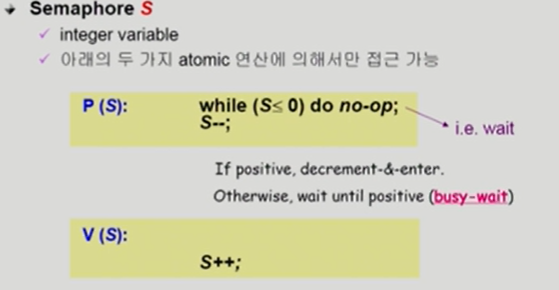 Semaphore S
✓ integer variable
✓ 아래의 두 가지 atomic 연산에 의해서만 접근 가능
P (S): while (S≤ 0) do no-op;
S--;
i.e. wait
If positive, decrement-&-enter.
Otherwise, wait until positive (busy-wait)
V (S):
S++;